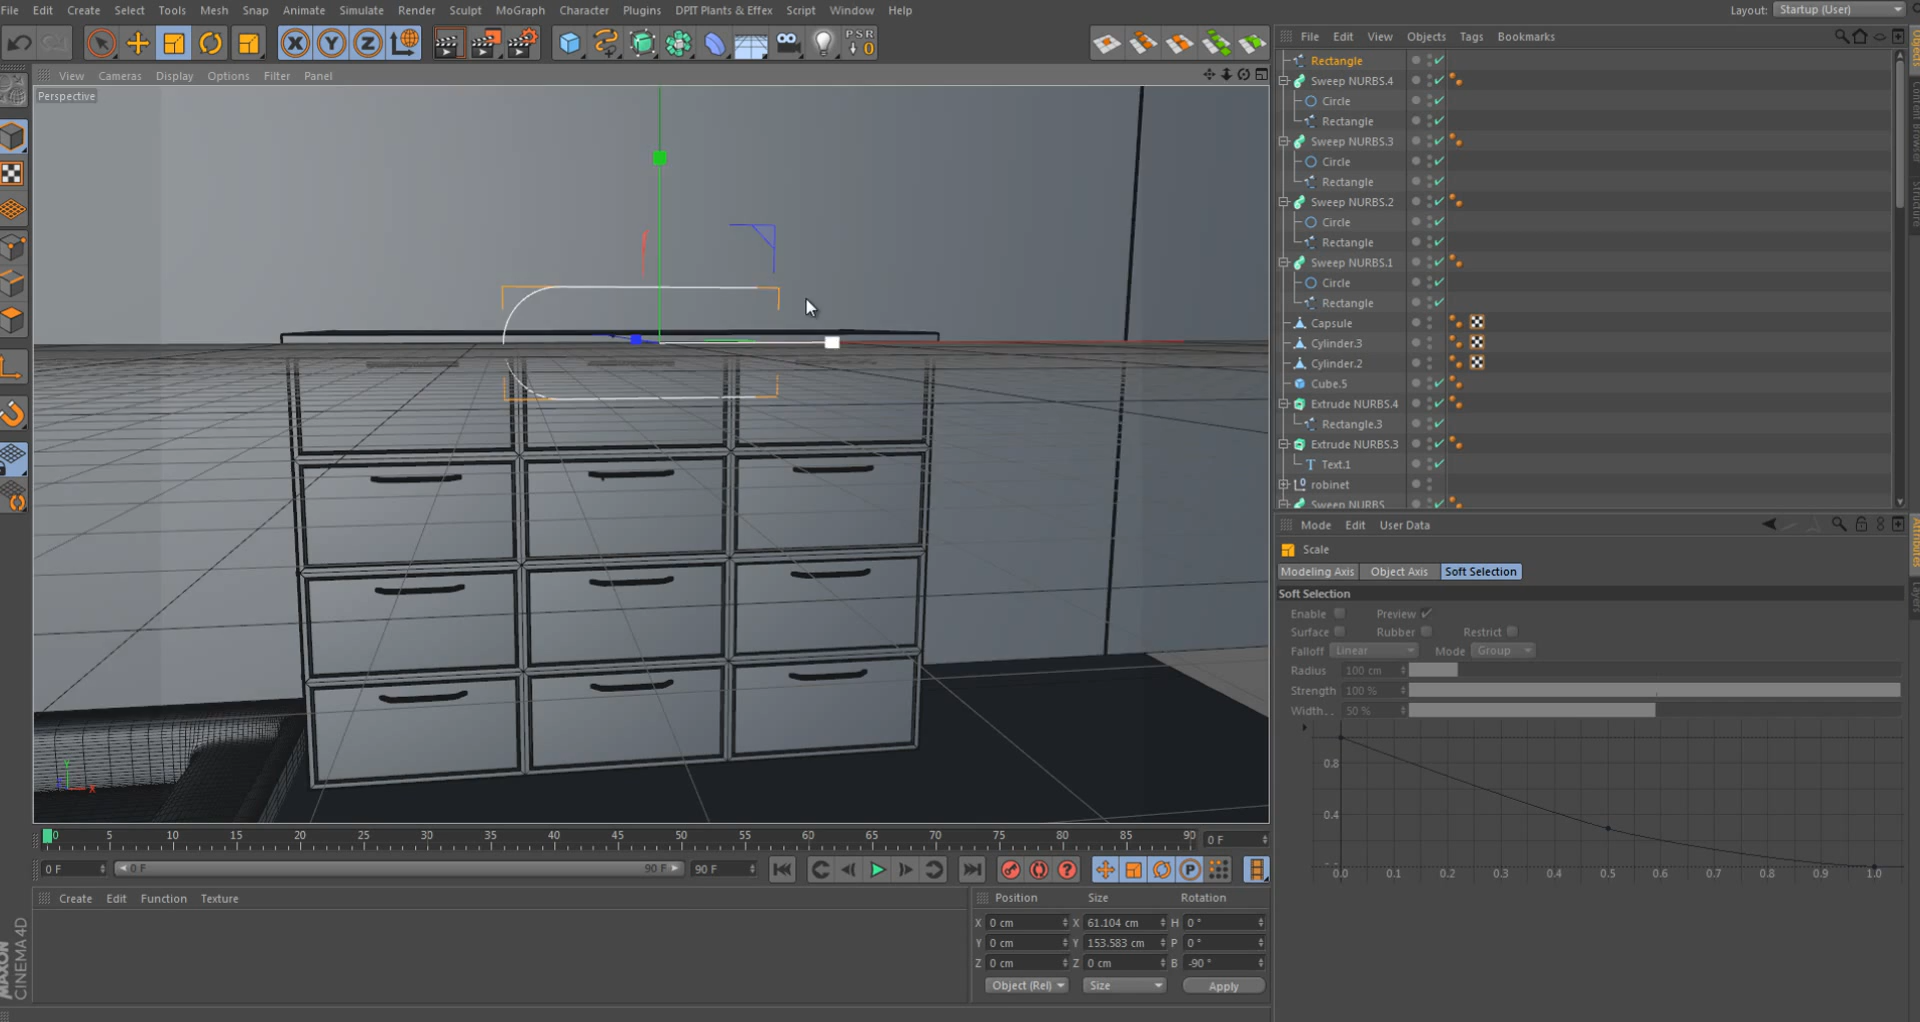 File Edit Create Select Tools Mesh Snap Animate Simulate Render Sculpt MoGraph Character Plugins DPIT Plants & Effex Script Window Help
Layout: Startup (User)
PSR
0
X Y Z
File Edit View Objects Tags Bookmarks
View Cameras Display Options Filter Panel
Perspective
Rectangle
Sweep NURBS.4
Circle
Rectangle
Sweep NURBS.3
Circle
Rectangle
Sweep NURBS.2
Circle
Rectangle
Sweep NURBS.1
Circle
Rectangle
Capsule
Cylinder.3
Cylinder.2
Cube.5
Extrude NURBS.4
Rectangle.3
Extrude NURBS.3
Text.1
robinet
Sweep NURBS
Objects
Content Browser
Structure
Mode Edit User Data
Scale
Modeling Axis Object Axis Soft Selection
Soft Selection
Enable Preview
Surface Rubber Restrict
Falloff Linear Mode Group
Radius 100 cm
Strength 100 %
Width.. 50 %
0.8
0.4
0.0 0.1 0.2 0.3 0.4 0.5 0.6 0.7 0.8 0.9 1.0
Attributes
Layers
Y
X
0 5 10 15 20 25 30 35 40 45 50 55 60 65 70 75 80 85 90 0 F
0 F 0 F 90 F 90 F
P
Create Edit Function Texture
Position Size Rotation
X 0 cm X 61.104 cm H 0 °
Y 0 cm Y 153.583 cm P 0 °
Z 0 cm Z 0 cm B -90 °
Object (Rel) Size Apply
MAXON
CINEMA 4D